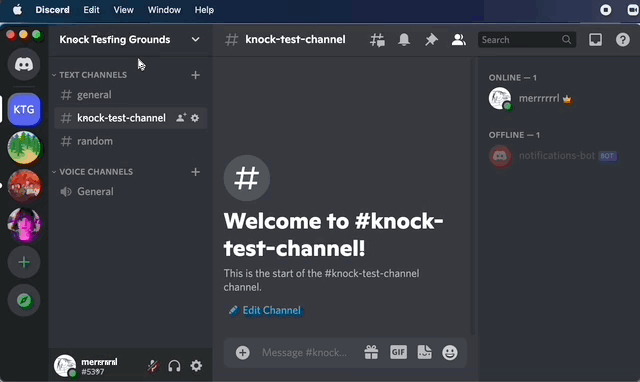 Discord Edit View Window Help
Knock Testing Grounds
knock-test-channel
Search
TEXT CHANNELS
general
knock-test-channel
random
VOICE CHANNELS
General
KTG
Welcome to #knock-
test-channel!
This is the start of the #knock-test-channel
channel.
Edit Channel
Message #knock...
GIF
ONLINE — 1
merrrrrrl
OFFLINE — 1
notifications-bot BOT
#5397